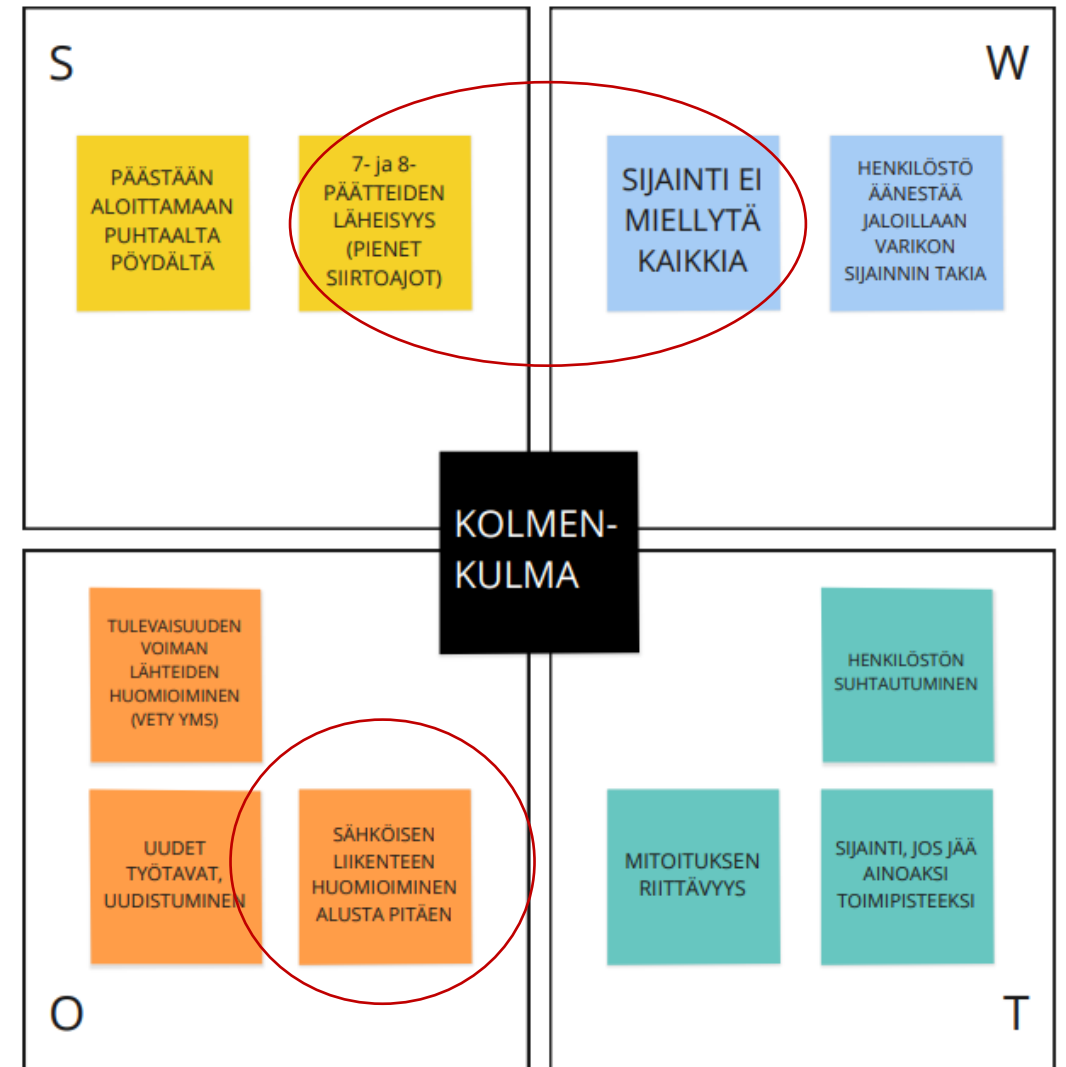 S
PÄÄSTÄÄN
ALOITTAMAAN
PUHTAALTA
PÖYDÄLTÄ
7- ja 8-
PÄÄTTEIDEN
LÄHEISYYS
(PIENET
SIIRTOAJOT)
W
SIJAINTI EI
MIELLYTÄ
KAIKKIA
HENKILÖSTÖ
ÄÄNESTÄÄ
JALOILLAAN
VARIKON
SIJAINNIN TAKIA
KOLMEN-
KULMA
TULEVAISUUDEN
VOIMAN
LÄHTEIDEN
HUOMIOIMINEN
(VETY YMS)
UUDET
TYÖTAVAT,
UUDISTUMINEN
SÄHKÖISEN
LIIKENTEEN
HUOMIOIMINEN
ALUSTA PITÄEN
O
HENKILÖSTÖN
SUHTAUTUMINEN
MITOITUKSEN
RIITTÄVYYS
SIJAINTI, JOS JÄÄ
AINOAKSI
TOIMIPISTEEKSI
T